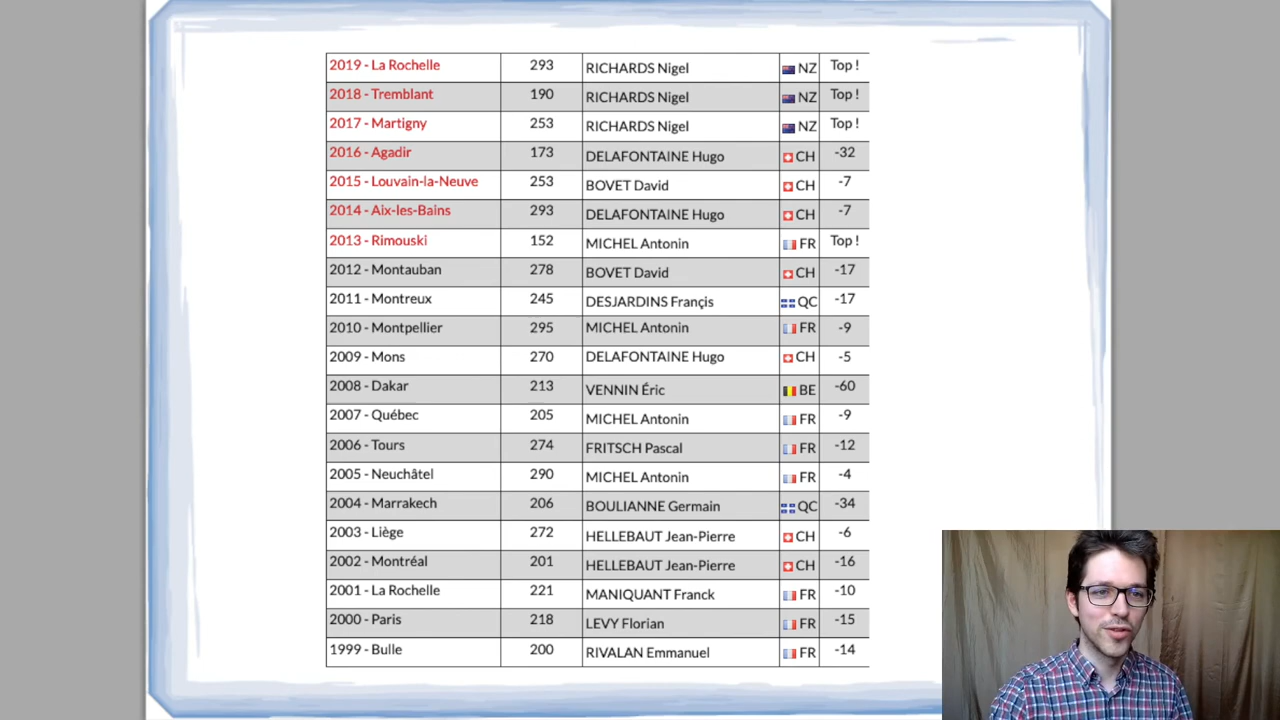 2019 - La Rochelle 293 RICHARDS Nigel NZ Top !
2018 - Tremblant 190 RICHARDS Nigel NZ Top !
2017 - Martigny 253 RICHARDS Nigel NZ Top !
2016 - Agadir 173 DELAFONTAINE Hugo CH -32
2015 - Louvain-la-Neuve 253 BOVET David CH -7
2014 - Aix-les-Bains 293 DELAFONTAINE Hugo CH -7
2013 - Rimouski 152 MICHEL Antonin FR Top !
2012 - Montauban 278 BOVET David CH -17
2011 - Montreux 245 DESJARDINS Françis QC -17
2010 - Montpellier 295 MICHEL Antonin FR -9
2009 - Mons 270 DELAFONTAINE Hugo CH -5
2008 - Dakar 213 VENNIN Éric BE -60
2007 - Québec 205 MICHEL Antonin FR -9
2006 - Tours 274 FRITSCH Pascal FR -12
2005 - Neuchâtel 290 MICHEL Antonin FR -4
2004 - Marrakech 206 BOULIANNE Germain QC -34
2003 - Liège 272 HELLEBAUT Jean-Pierre CH -6
2002 - Montréal 201 HELLEBAUT Jean-Pierre CH -16
2001 - La Rochelle 221 MANIQUANT Franck FR -10
2000 - Paris 218 LEVY Florian FR -15
1999 - Bulle 200 RIVALAN Emmanuel FR -14